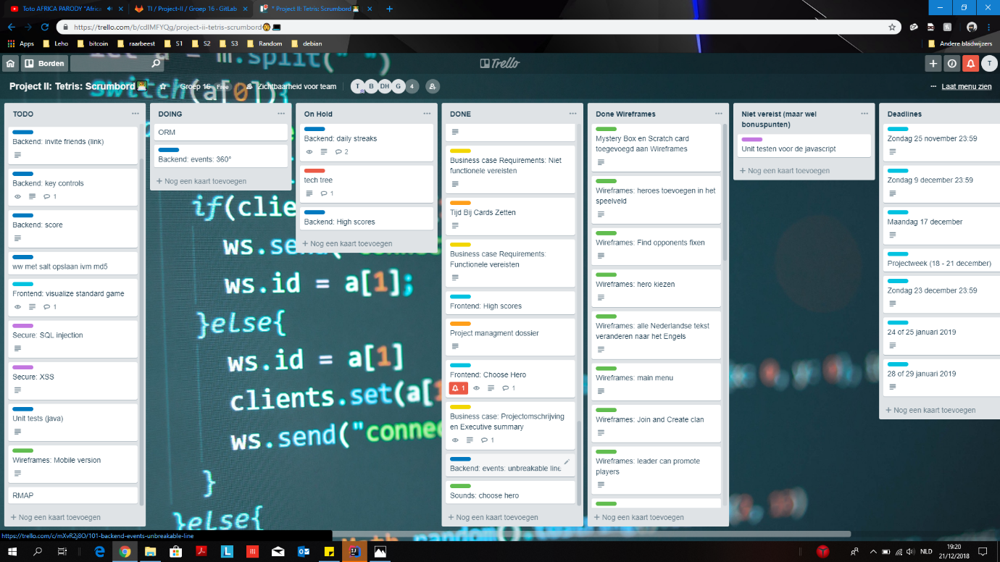 Toto AFRICA PARODY "Africa
TI / Project-II / Groep 16 · GitLab
* Project II: Tetris: Scrumbord
https://trello.com/b/cdIMFYQg/project-ii-tetris-scrumbord
Apps
Leho
bitcoin
raarbeest
S1
S2
S3
Random
debian
Andere bladwijzers
Borden
Trello
T
Project II: Tetris: Scrumbord
Groep 16
Free
Zichtbaarheid voor team
T
B
DH
G
4
Laat menu zien
TODO
Backend: invite friends (link)
Backend: key controls
1
Backend: score
ww met salt opslaan ivm md5
Frontend: visualize standard game
1
Secure: SQL injection
Secure: XSS
Unit tests (java)
Wireframes: Mobile version
RMAP
+ Nog een kaart toevoegen
DOING
ORM
Backend: events: 360°
+ Nog een kaart toevoegen
On Hold
Backend: daily streaks
2
tech tree
1
Backend: High scores
+ Nog een kaart toevoegen
DONE
Business case Requirements: Niet
functionele vereisten
Tijd Bij Cards Zetten
Business case Requirements:
Functionele vereisten
Frontend: High scores
Project managment dossier
Frontend: Choose Hero
1
1
Business case: Projectomschrijving
en Executive summary
1
Backend: events: unbreakable line
Sounds: choose hero
+ Nog een kaart toevoegen
Done Wireframes
Mystery Box en Scratch card
toegevoegd aan Wireframes
Wireframes: heroes toevoegen in het
speelveld
Wireframes: Find opponents fixen
Wireframes: hero kiezen
Wireframes: alle Nederlandse tekst
veranderen naar het Engels
Wireframes: main menu
Wireframes: Join and Create clan
Wireframes: leader can promote
players
+ Nog een kaart toevoegen
Niet vereist (maar wel
bonuspunten)
Unit testen voor de javascript
+ Nog een kaart toevoegen
Deadlines
Zondag 25 november 23:59
Zondag 9 december 23:59
Maandag 17 december
Projectweek (18 - 21 december)
Zondag 23 december 23:59
24 of 25 januari 2019
28 of 29 januari 2019
+ Nog een kaart toevoegen
m.split(" ")
switch(a[0]){
if(clie
ws.send("connec
ws.id = a[1];
}else{
ws.id = a[1]
clients.set(a[1
ws.send("connec
}
}else{
Math.random().
https://trello.com/c/mXvR2j8O/101-backend-events-unbreakable-line
NLD
19:20
21/12/2018